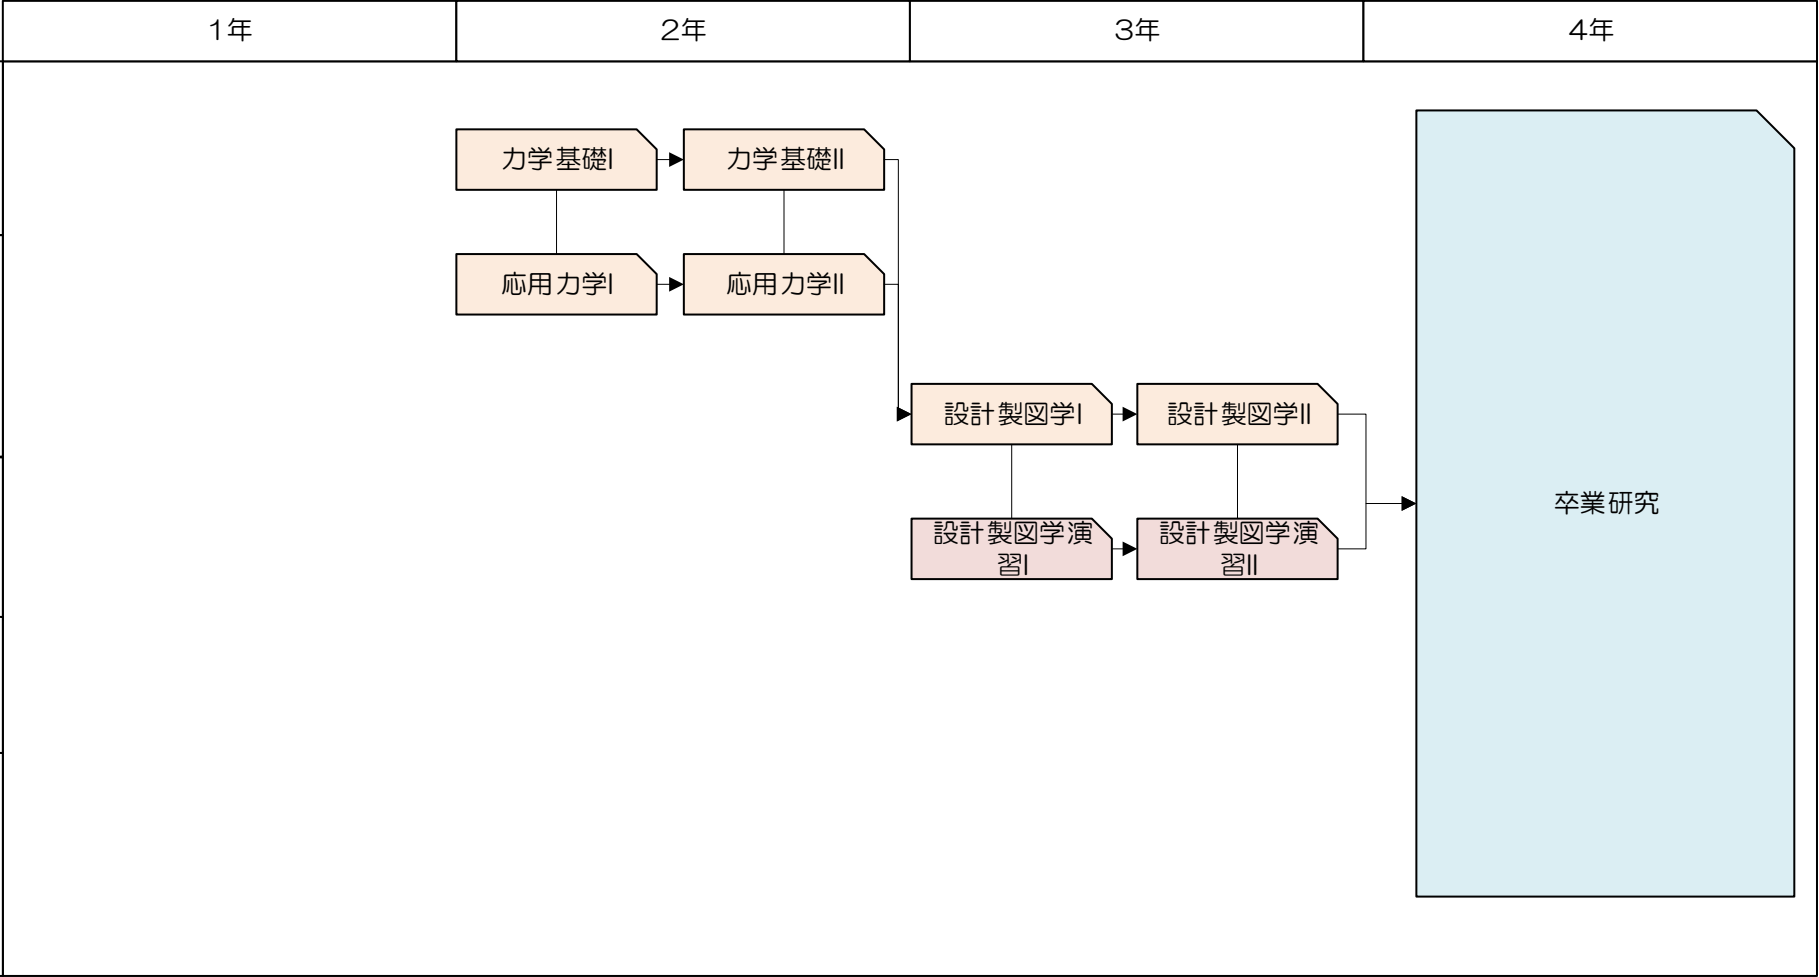 1年
2年
3年
4年
力学基礎I
力学基礎II
応用力学I
応用力学II
設計製図学I
設計製図学II
卒業研究
設計製図学演
習I
設計製図学演
習II